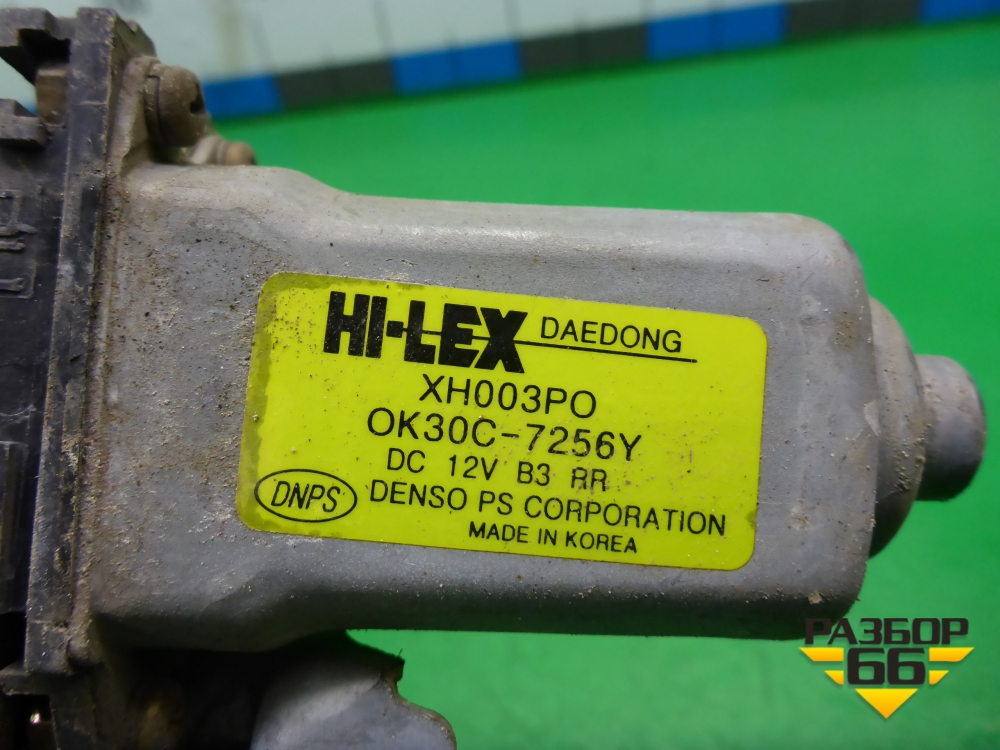 HI-LEX DAEDONG
XH003PO
OK30C-7256Y
DC 12V B3 RR
DNPS DENSO PS CORPORATION
MADE IN KOREA
РАЗБОР
66